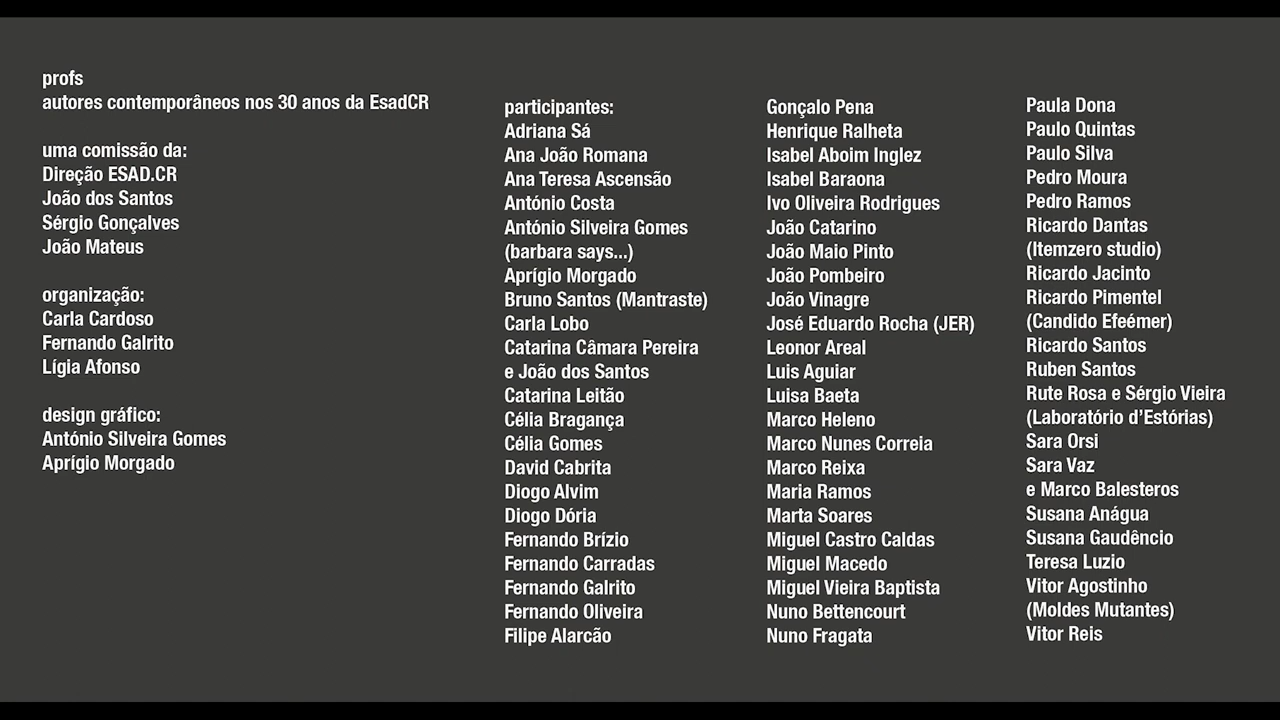 profs
autores contemporâneos nos 30 anos da EsadCR
uma comissão da:
Direção ESAD.CR
João dos Santos
Sérgio Gonçalves
João Mateus
organização:
Carla Cardoso
Fernando Galrito
Lígia Afonso
design gráfico:
António Silveira Gomes
Aprígio Morgado
participantes:
Adriana Sá
Ana João Romana
Ana Teresa Ascensão
António Costa
António Silveira Gomes
(barbara says...)
Aprígio Morgado
Bruno Santos (Mantraste)
Carla Lobo
Catarina Câmara Pereira
e João dos Santos
Catarina Leitão
Célia Bragança
Célia Gomes
David Cabrita
Diogo Alvim
Diogo Dória
Fernando Brízio
Fernando Carradas
Fernando Galrito
Fernando Oliveira
Filipe Alarcão
Gonçalo Pena
Henrique Ralheta
Isabel Aboim Inglez
Isabel Baraona
Ivo Oliveira Rodrigues
João Catarino
João Maio Pinto
João Pombeiro
João Vinagre
José Eduardo Rocha (JER)
Leonor Areal
Luis Aguiar
Luisa Baeta
Marco Heleno
Marco Nunes Correia
Marco Reixa
Maria Ramos
Marta Soares
Miguel Castro Caldas
Miguel Macedo
Miguel Vieira Baptista
Nuno Bettencourt
Nuno Fragata
Paula Dona
Paulo Quintas
Paulo Silva
Pedro Moura
Pedro Ramos
Ricardo Dantas
(Itemzero studio)
Ricardo Jacinto
Ricardo Pimentel
(Candido Efeémer)
Ricardo Santos
Ruben Santos
Rute Rosa e Sérgio Vieira
(Laboratório d’Estórias)
Sara Orsi
Sara Vaz
e Marco Balesteros
Susana Anágua
Susana Gaudêncio
Teresa Luzio
Vitor Agostinho
(Moldes Mutantes)
Vitor Reis